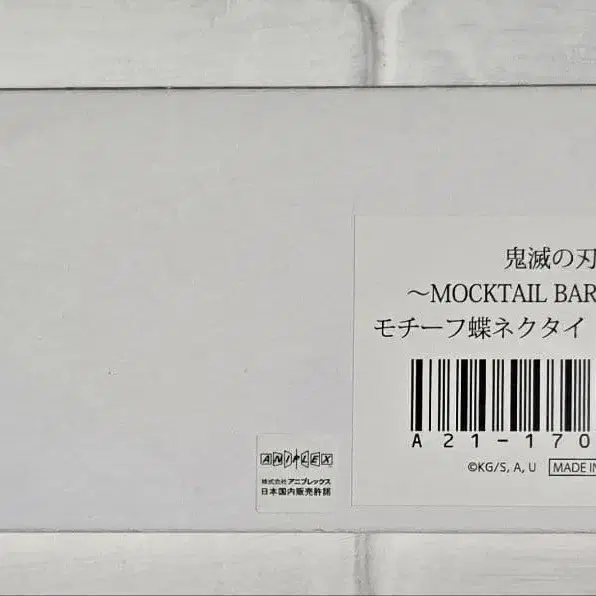 鬼滅の刃
～MOCKTAIL BAR
モチーフ蝶ネクタイ
A21-170
©KG/S, A, U MADE IN
ANIPLEX
株式会社 アニプレックス
日本国内販売許諾